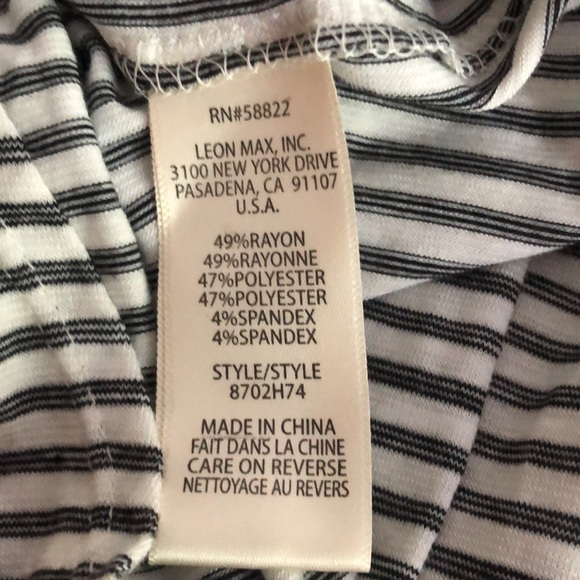 RN#58822
LEON MAX, INC.
3100 NEW YORK DRIVE
PASADENA, CA 91107
U.S.A.
49%RAYON
49%RAYONNE
47%POLYESTER
47%POLYESTER
4%SPANDEX
4%SPANDEX
STYLE/STYLE
8702H74
MADE IN CHINA
FAIT DANS LA CHINE
CARE ON REVERSE
NETTOYAGE AU REVERS